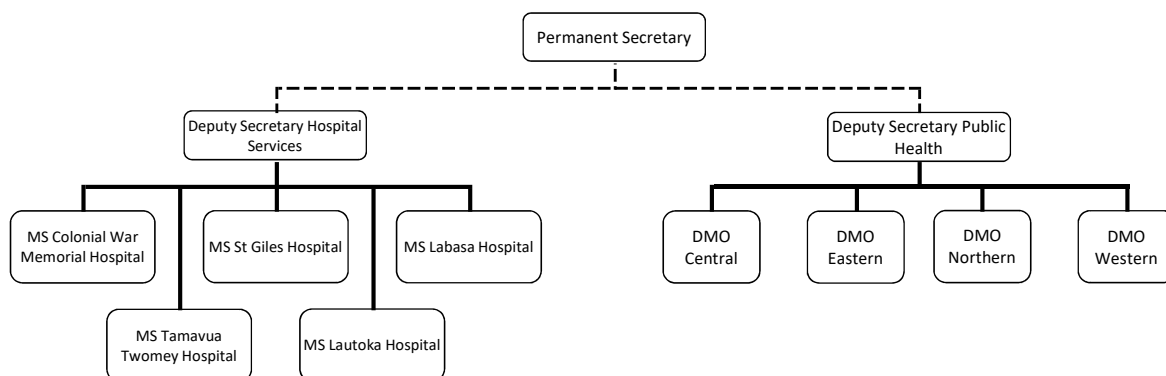 Permanent Secretary
Deputy Secretary Hospital
Services
Deputy Secretary Public
Health
MS Colonial War
Memorial Hospital
MS St Giles Hospital
MS Labasa Hospital
DMO
Central
DMO
Eastern
DMO
Northern
DMO
Western
MS Tamavua
Twomey Hospital
MS Lautoka Hospital